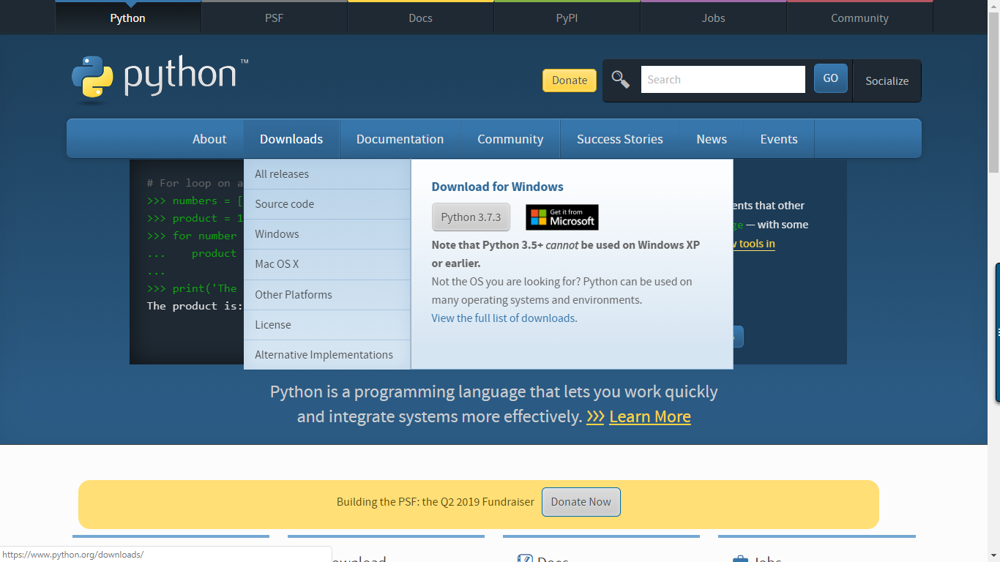 Python PSF Docs PyPI Jobs Community
python™
Donate Search GO Socialize
About Downloads Documentation Community Success Stories News Events
# For loop on a
>>> numbers = [
>>> product = 1
>>> for number
... product
...
>>> print('The
The product is:
All releases
Source code
Windows
Mac OS X
Other Platforms
License
Alternative Implementations
Download for Windows
Python 3.7.3 Get it from
Microsoft
Note that Python 3.5+ cannot be used on Windows XP
or earlier.
Not the OS you are looking for? Python can be used on
many operating systems and environments.
View the full list of downloads.
that other
— with some
tools in
Python is a programming language that lets you work quickly
and integrate systems more effectively. >>> Learn More
Building the PSF: the Q2 2019 Fundraiser Donate Now
Docs Jobs
https://www.python.org/downloads/